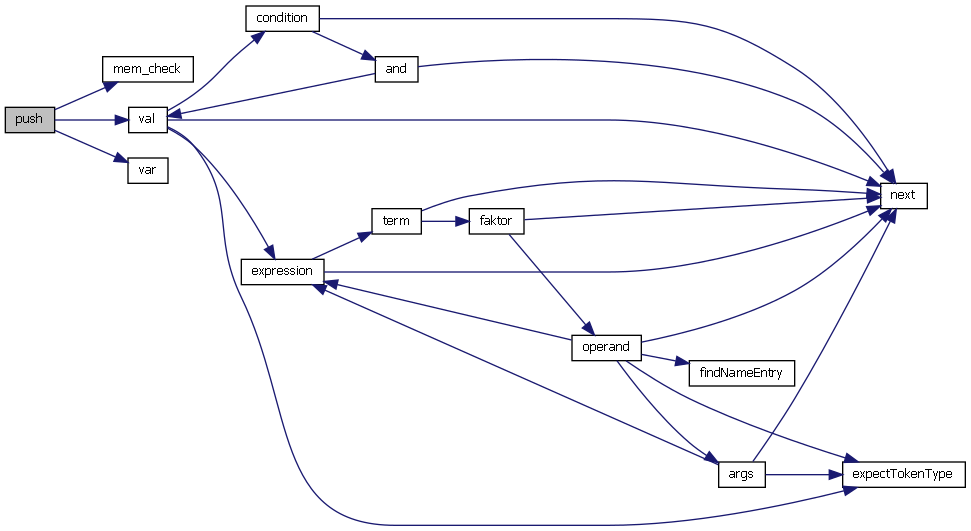 condition
mem_check
and
push
val
var
next
term
faktor
expression
operand
findNameEntry
args
expectTokenType